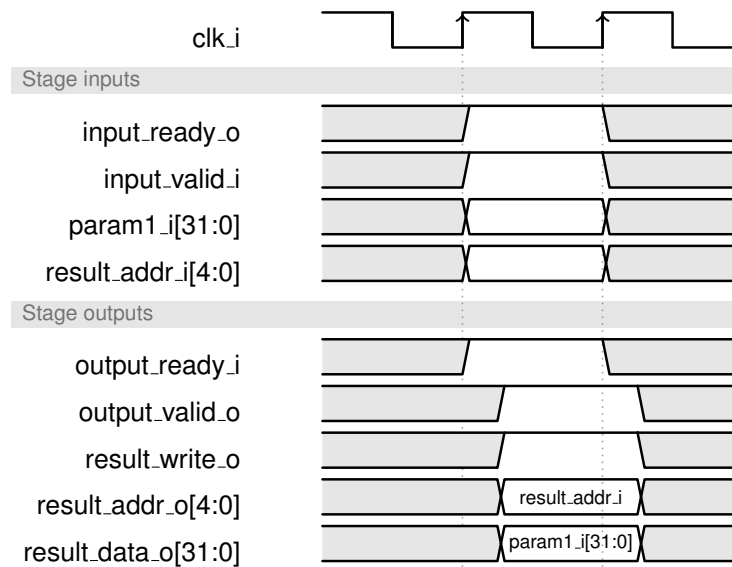 clk_i
Stage inputs
input_ready_o
input_valid_i
param1_i[31:0]
result_addr_i[4:0]
Stage outputs
output_ready_i
output_valid_o
result_write_o
result_addr_o[4:0] result_addr_i
result_data_o[31:0] param1_i[31:0]